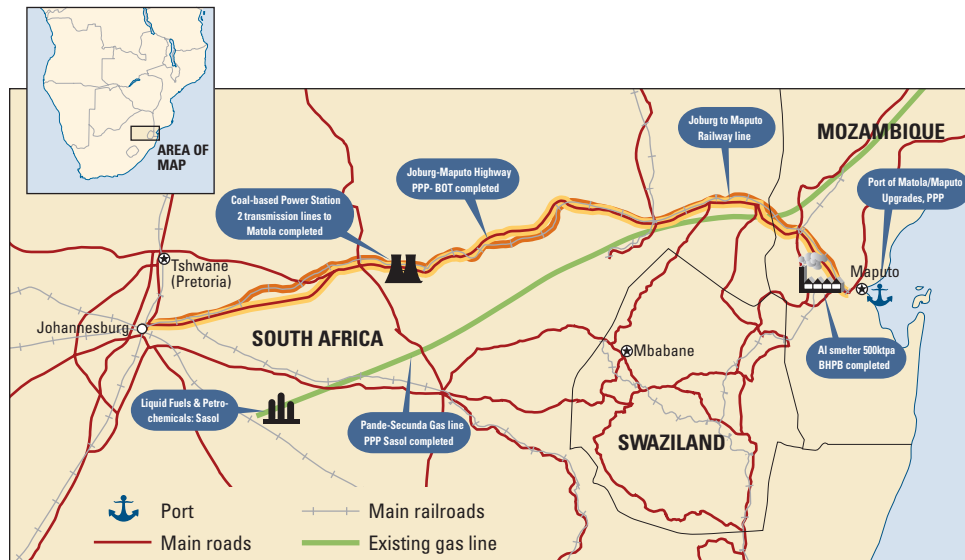 AREA OF
MAP
MOZAMBIQUE
Joburg to Maputo
Railway line
Joburg-Maputo Highway
PPP- BOT completed
Port of Matola/Maputo
Upgrades, PPP
Coal-based Power Station
2 transmission lines to
Matola completed
Tshwane
(Pretoria)
Maputo
Johannesburg
SOUTH AFRICA
Mbabane
Al smelter 500ktpa
BHPB completed
Liquid Fuels & Petro-
chemicals: Sasol
Pande-Secunda Gas line
PPP Sasol completed
SWAZILAND
Port
Main railroads
Main roads
Existing gas line